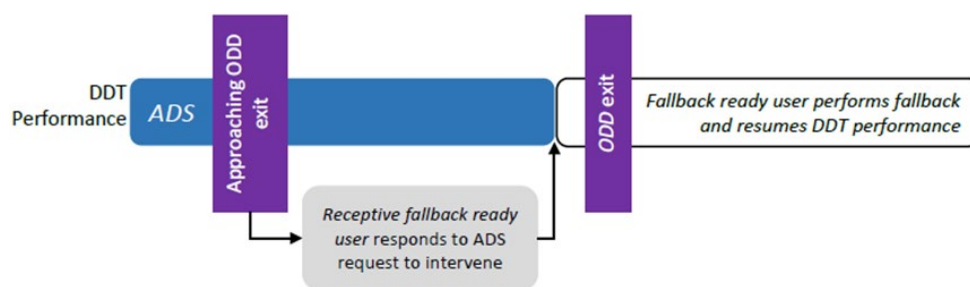 DDT
Performance
ADS
Approaching ODD
exit
Receptive fallback ready
user responds to ADS
request to intervene
ODD exit
Fallback ready user performs fallback
and resumes DDT performance